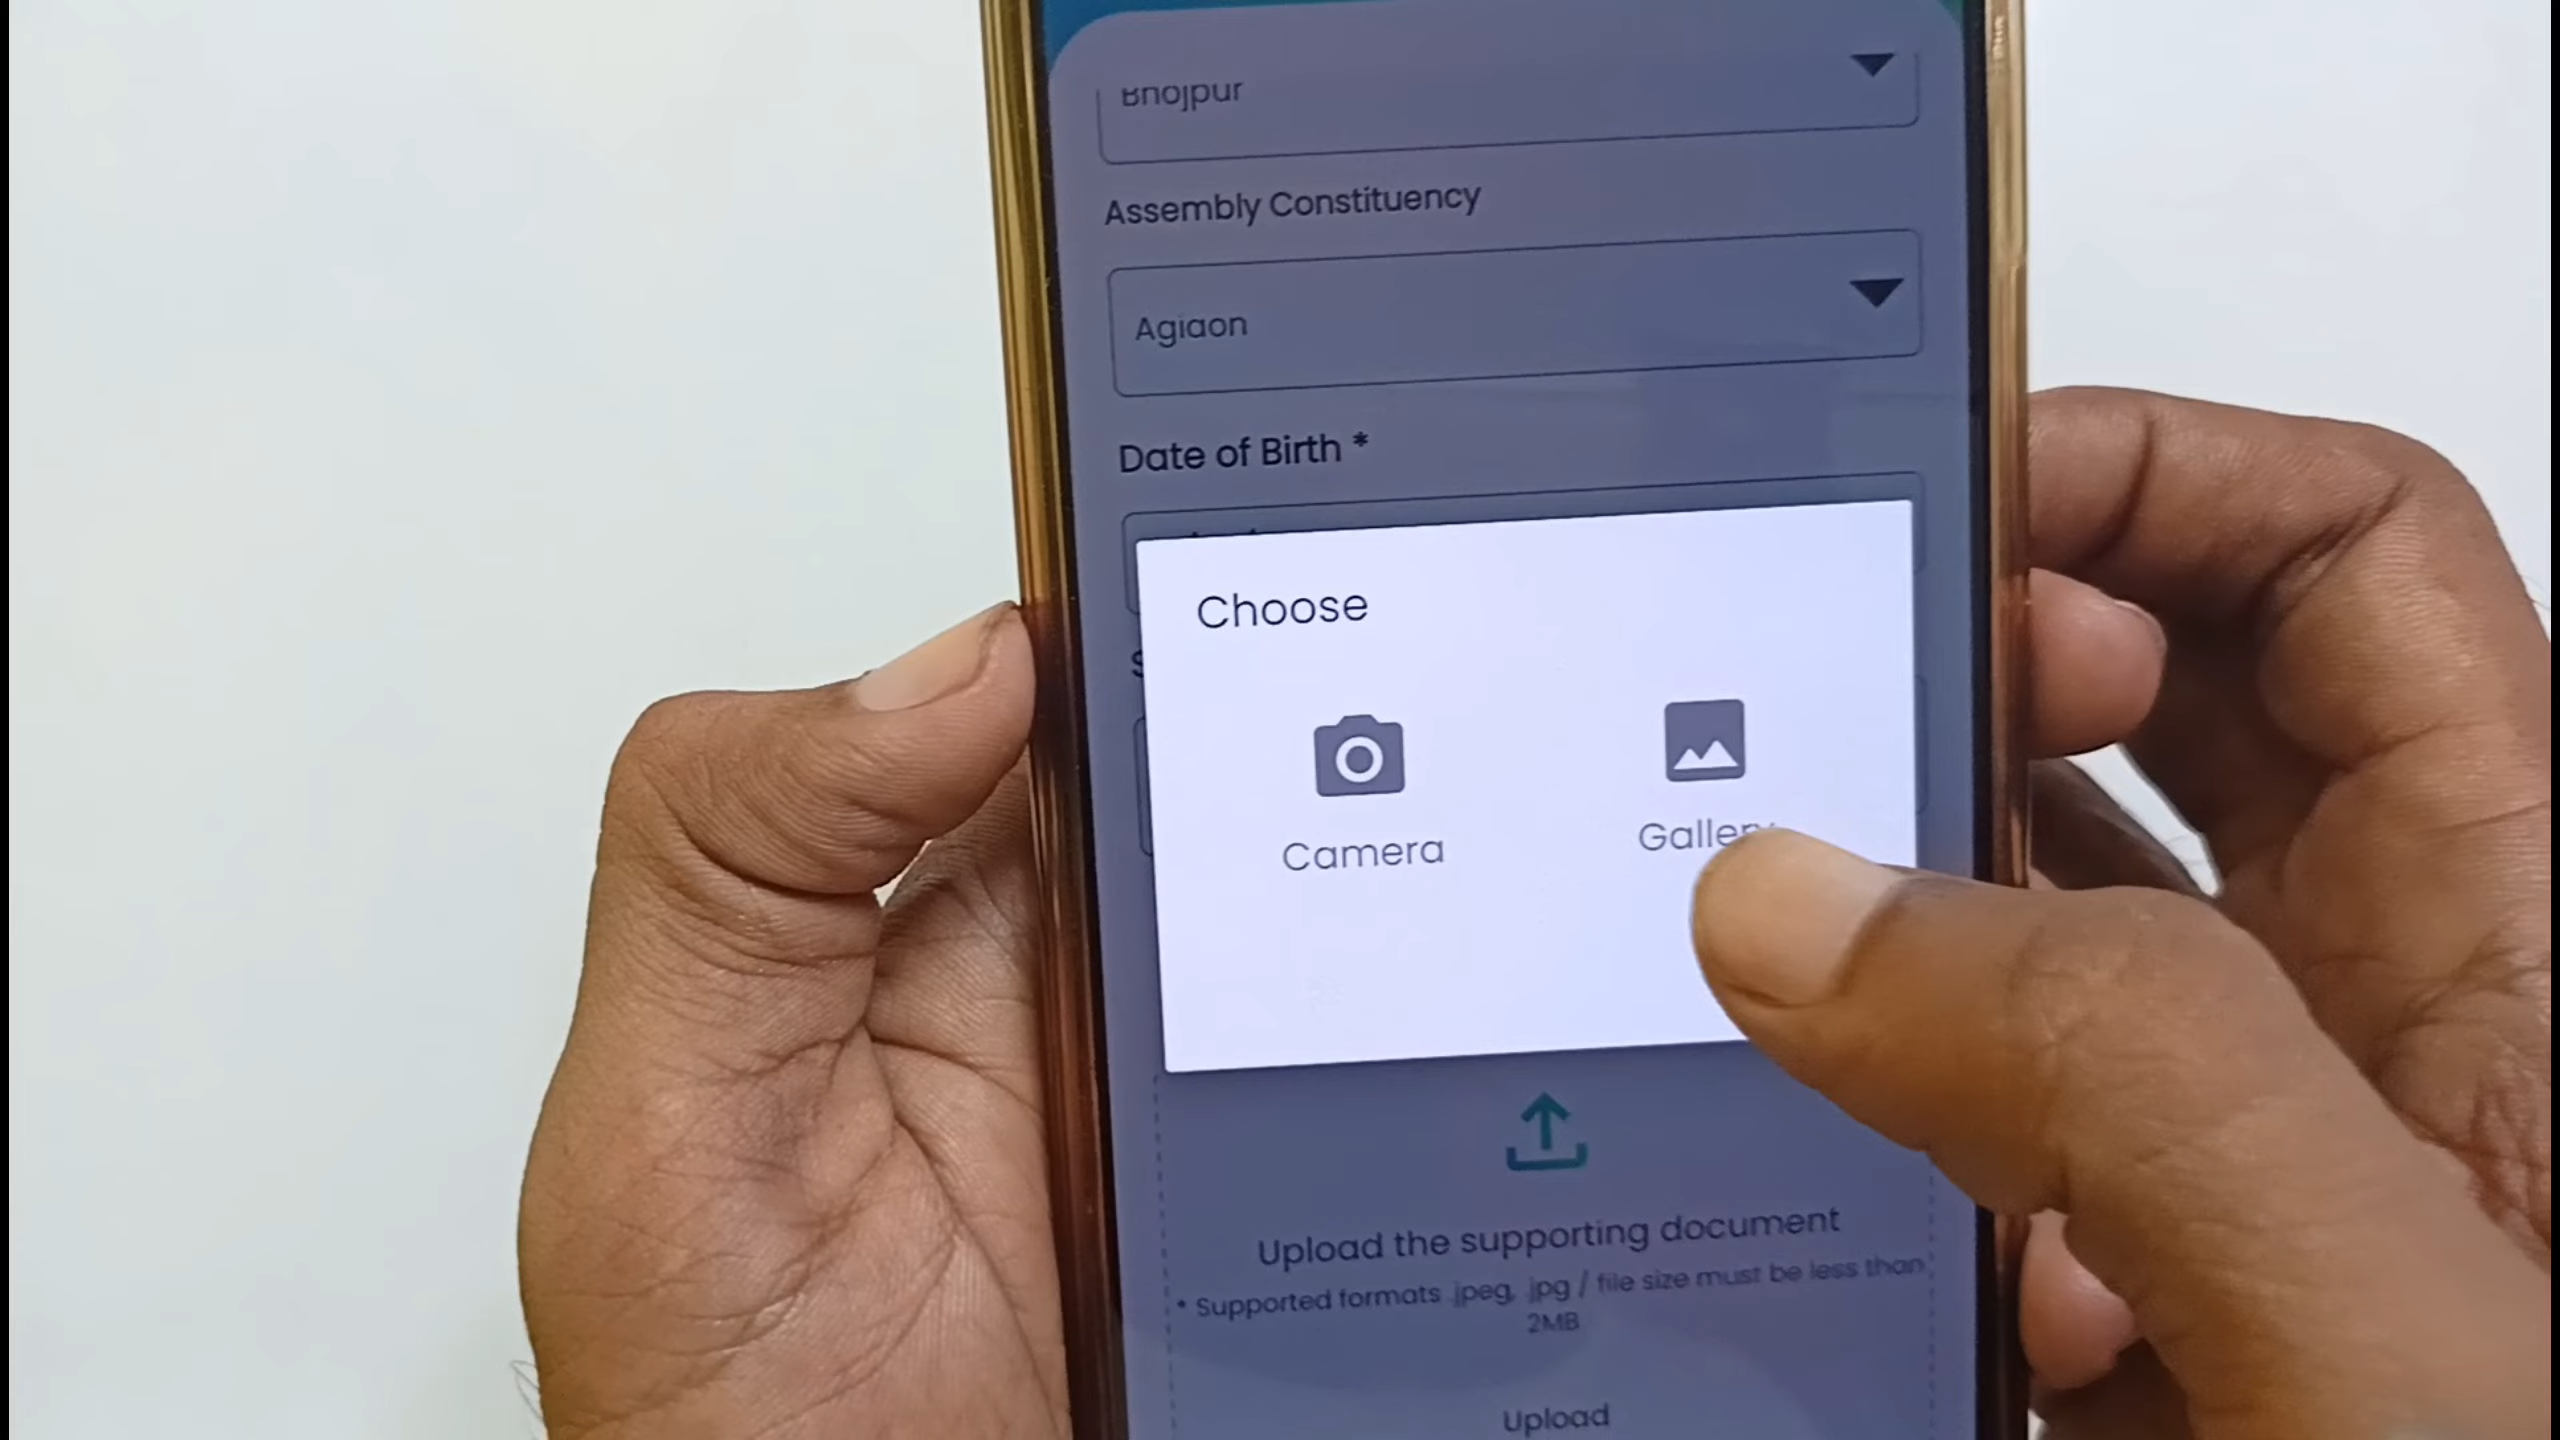 Bhojpur
Assembly Constituency
Agiaon
Date of Birth *
Choose
Camera
Gallery
Upload the supporting document
* Supported formats .jpeg, .jpg / file size must be less than
2MB
Upload